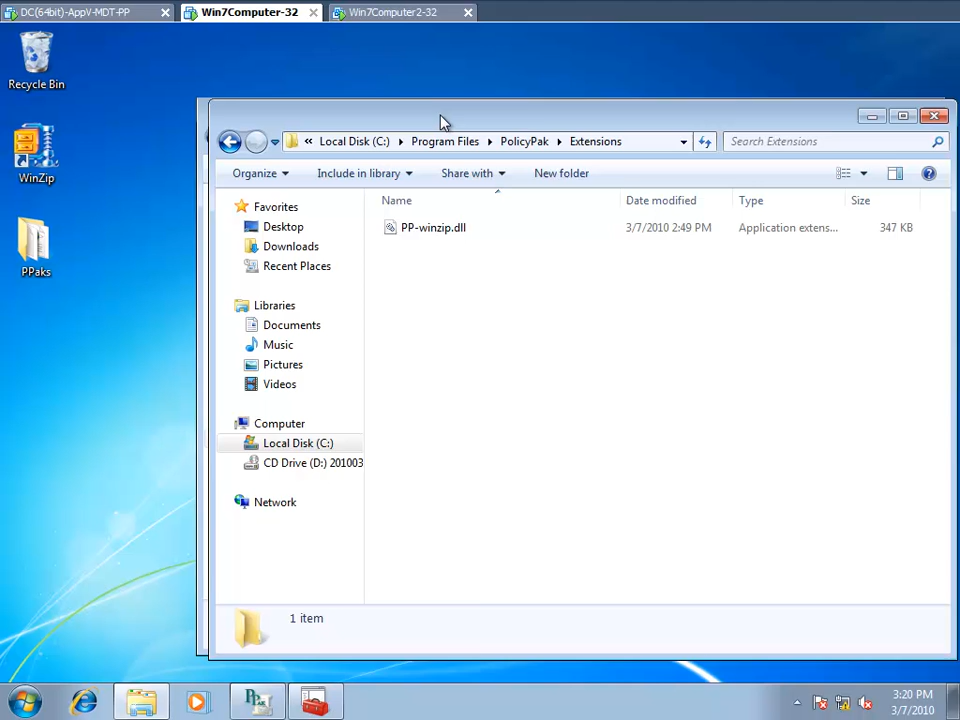 DC(64bit)-AppV-MDT-PP
Win7Computer-32
Win7Computer2-32
Recycle Bin
WinZip
PPaks
« Local Disk (C:) Program Files PolicyPak Extensions
Search Extensions
Organize
Include in library
Share with
New folder
Name
Date modified
Type
Size
PP-winzip.dll
3/7/2010 2:49 PM
Application extens...
347 KB
Favorites
Desktop
Downloads
Recent Places
Libraries
Documents
Music
Pictures
Videos
Computer
Local Disk (C:)
CD Drive (D:) 201003
Network
1 item
3:20 PM
3/7/2010